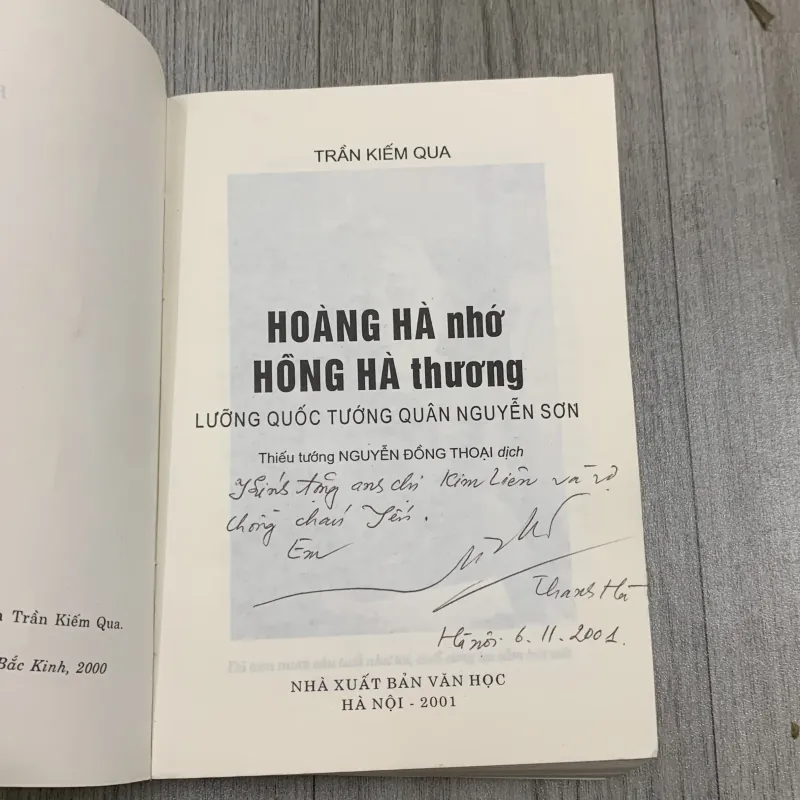 TRẦN KIẾM QUA
HOÀNG HÀ nhớ
HỒNG HÀ thương
LƯỠNG QUỐC TƯỚNG QUÂN NGUYỄN SƠN
Thiếu tướng NGUYỄN ĐỒNG THOẠI dịch
Kính tặng anh chị Kim Liên và vợ
chồng cháu Yến.
Em
Thanh Hà
Hà nội 6.11.2001.
NHÀ XUẤT BẢN VĂN HỌC
HÀ NỘI - 2001
Trần Kiếm Qua.
Bắc Kinh, 2000